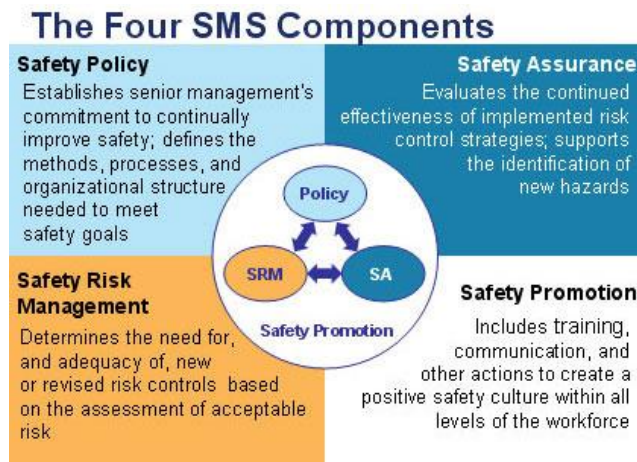 The Four SMS Components
Safety Policy
Establishes senior management's
commitment to continually
improve safety; defines the
methods, processes, and
organizational structure
needed to meet
safety goals
Safety Assurance
Evaluates the continued
effectiveness of implemented risk
control strategies; supports
the identification of
new hazards
Policy
SRM
SA
Safety Promotion
Safety Risk
Management
Determines the need for,
and adequacy of, new
or revised risk controls based
on the assessment of acceptable
risk
Safety Promotion
Includes training,
communication, and
other actions to create a
positive safety culture within all
levels of the workforce